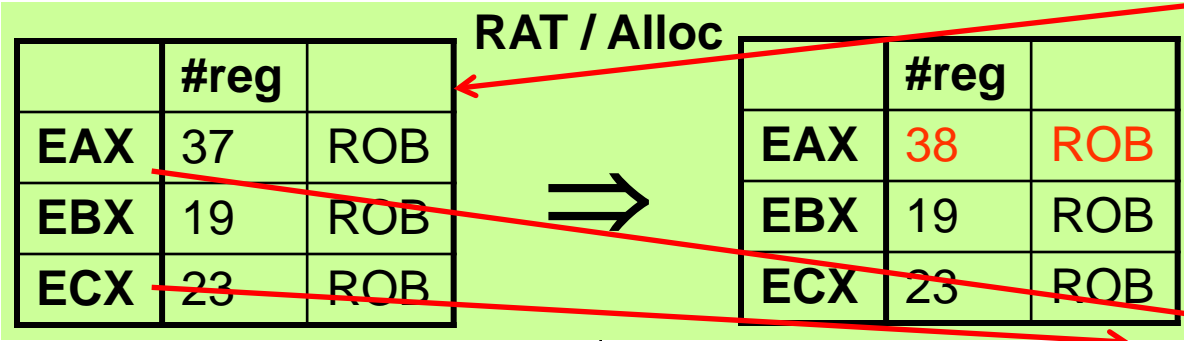 RAT / Alloc
#reg
EAX 37 ROB
EBX 19 ROB
ECX 23 ROB
⇒
#reg
EAX 38 ROB
EBX 19 ROB
ECX 23 ROB